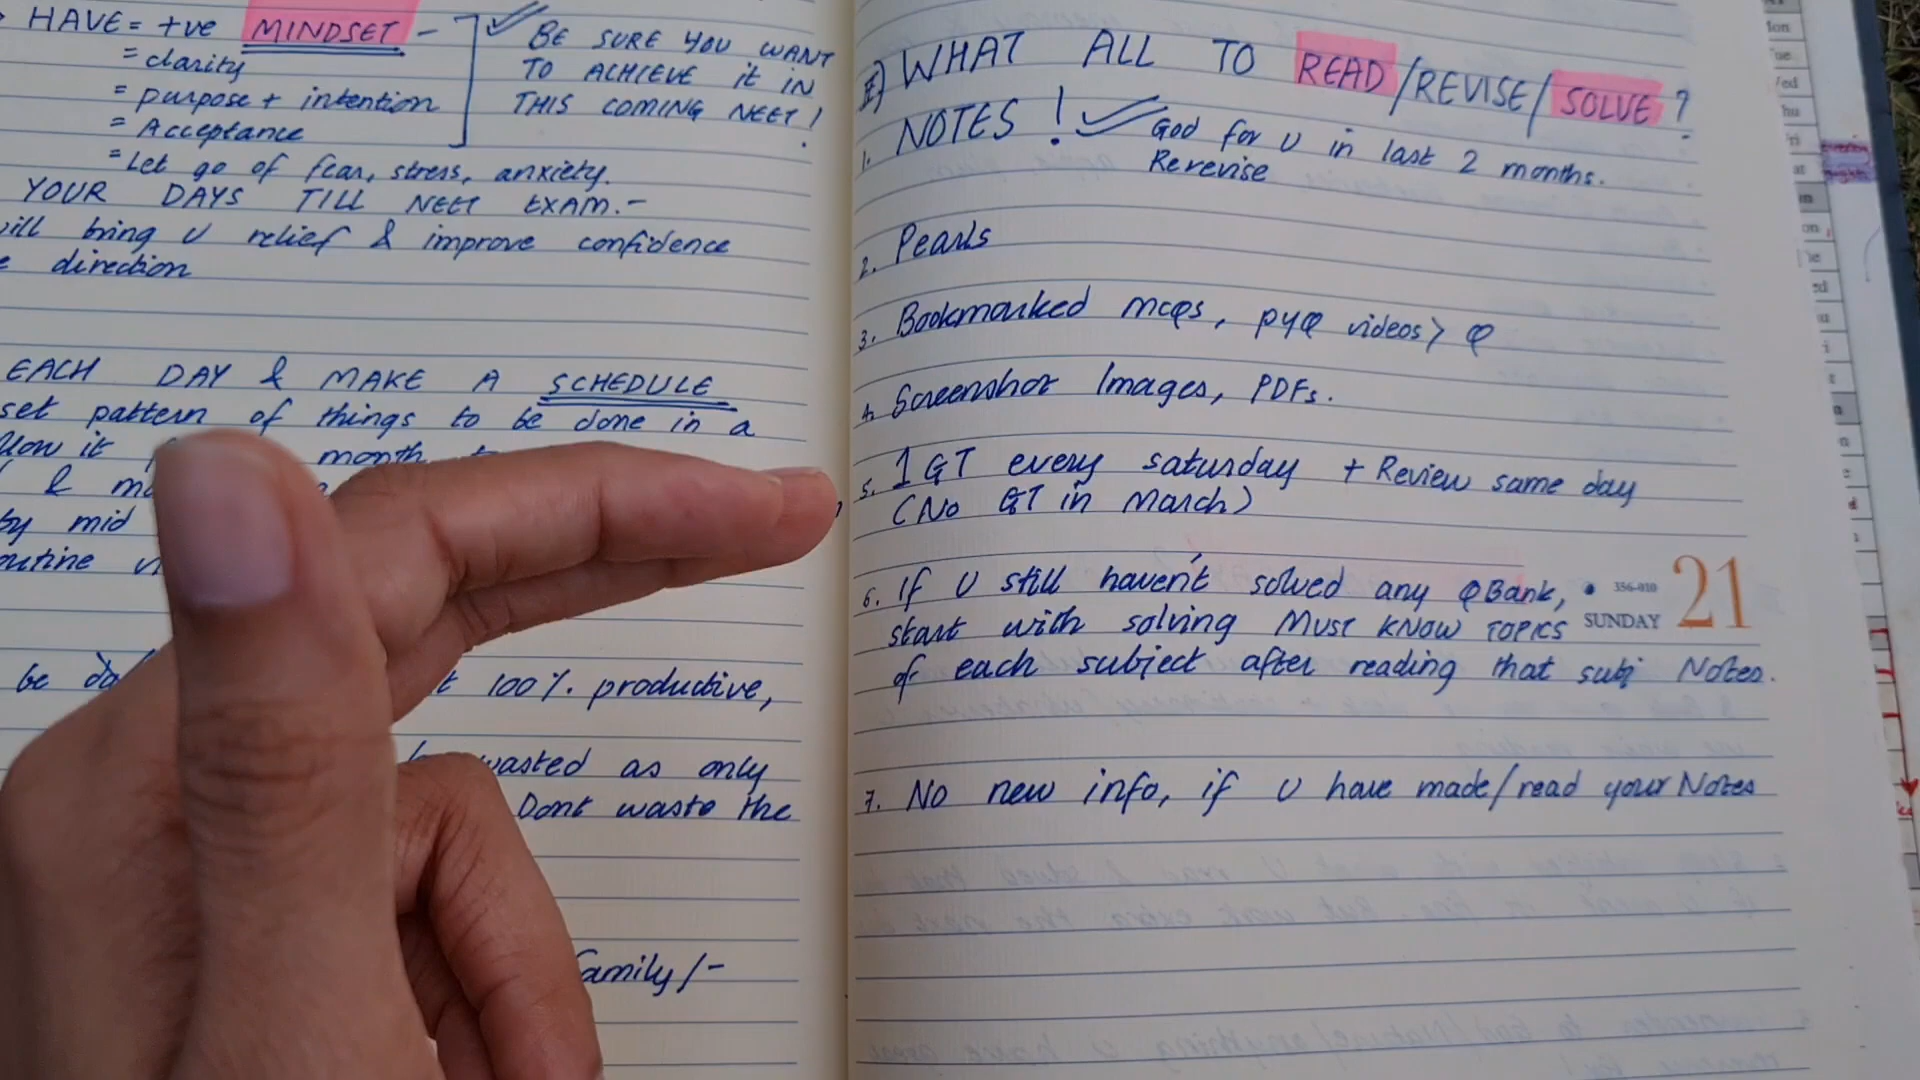 HAVE = +ve MINDSET -
= clarity
= purpose + intention
= Acceptance
= Let go of fear, stress, anxiety.
BE SURE YOU WANT
TO ACHIEVE it IN
THIS COMING NEET!
YOUR DAYS TILL NEET EXAM. -
will bring U relief & improve confidence
direction
EACH DAY & MAKE A SCHEDULE
set pattern of things to be done in a
it month
&
by mid
routine
be 100%. productive,
wasted as only
Dont waste the
family/-
II) WHAT ALL TO READ/REVISE/SOLVE?
1. NOTES! God for U in last 2 months.
Rerevise
2. Pearls
3. Bookmarked mcqs, pyq videos> Q
4. Screenshot Images, PDFs.
5. 1 GT every saturday + Review same day
(No GT in March)
6. If U still haven't solved any QBank,
start with solving MUST KNOW TOPICS
of each subject after reading that subj Notes.
356-010
SUNDAY 21
7. No new info, if U have made/read your Notes